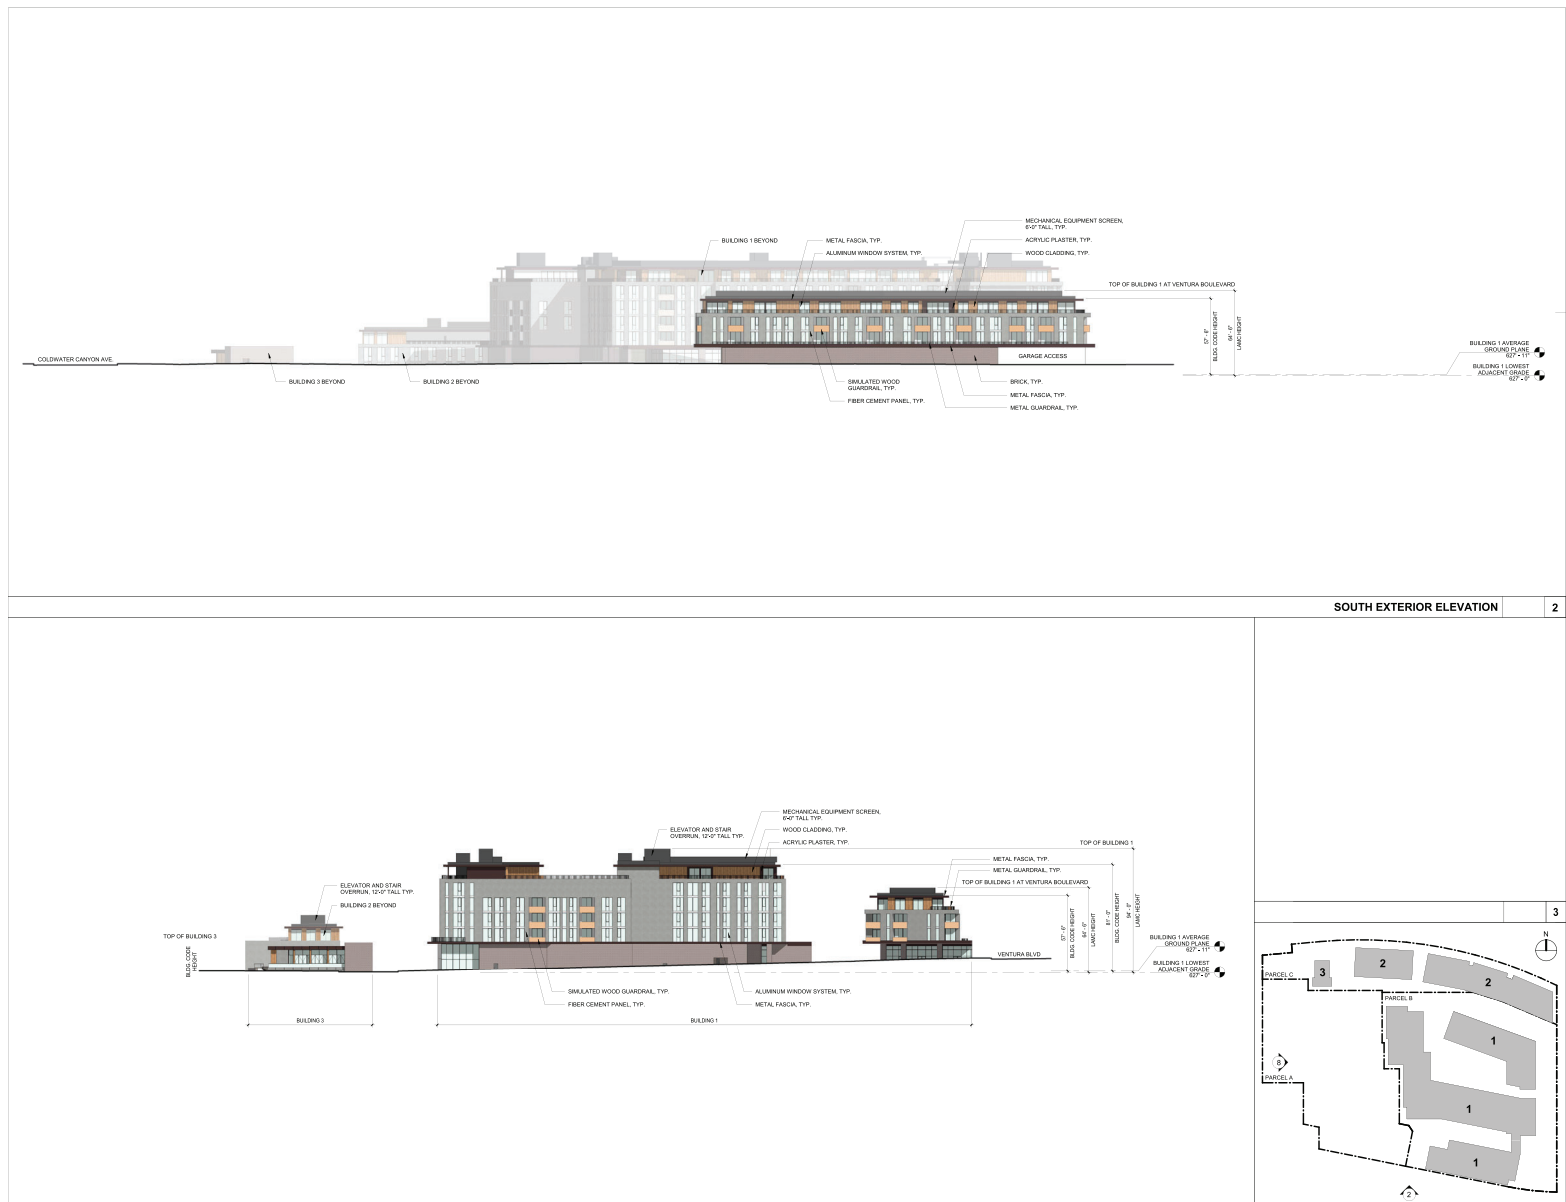 MECHANICAL EQUIPMENT SCREEN,
6'-0" TALL, TYP.
BUILDING 1 BEYOND
METAL FASCIA, TYP.
ACRYLIC PLASTER, TYP.
ALUMINUM WINDOW SYSTEM, TYP.
WOOD CLADDING, TYP.
TOP OF BUILDING 1 AT VENTURA BOULEVARD
57' - 6"
BLDG. CODE HEIGHT
64' - 6"
LAMC HEIGHT
BUILDING 1 AVERAGE
GROUND PLANE
627' - 11"
COLDWATER CANYON AVE.
GARAGE ACCESS
BUILDING 1 LOWEST
ADJACENT GRADE
627' - 0"
BUILDING 3 BEYOND
BUILDING 2 BEYOND
SIMULATED WOOD
GUARDRAIL, TYP.
BRICK, TYP.
METAL FASCIA, TYP.
FIBER CEMENT PANEL, TYP.
METAL GUARDRAIL, TYP.
SOUTH EXTERIOR ELEVATION
2
MECHANICAL EQUIPMENT SCREEN,
6'-0" TALL TYP.
ELEVATOR AND STAIR
OVERRUN, 12'-0" TALL TYP.
WOOD CLADDING, TYP.
ACRYLIC PLASTER, TYP.
TOP OF BUILDING 1
METAL FASCIA, TYP.
METAL GUARDRAIL, TYP.
TOP OF BUILDING 1 AT VENTURA BOULEVARD
ELEVATOR AND STAIR
OVERRUN, 12'-0" TALL TYP.
BUILDING 2 BEYOND
57' - 6"
BLDG. CODE HEIGHT
64' - 6"
LAMC HEIGHT
81' - 0"
BLDG. CODE HEIGHT
94' - 0"
LAMC HEIGHT
TOP OF BUILDING 3
BLDG. CODE
HEIGHT
BUILDING 1 AVERAGE
GROUND PLANE
627' - 11"
VENTURA BLVD
BUILDING 1 LOWEST
ADJACENT GRADE
627' - 0"
SIMULATED WOOD GUARDRAIL, TYP.
ALUMINUM WINDOW SYSTEM, TYP.
FIBER CEMENT PANEL, TYP.
METAL FASCIA, TYP.
BUILDING 3
BUILDING 1
3
N
PARCEL C
3
2
2
PARCEL B
1
8
PARCEL A
1
1
2